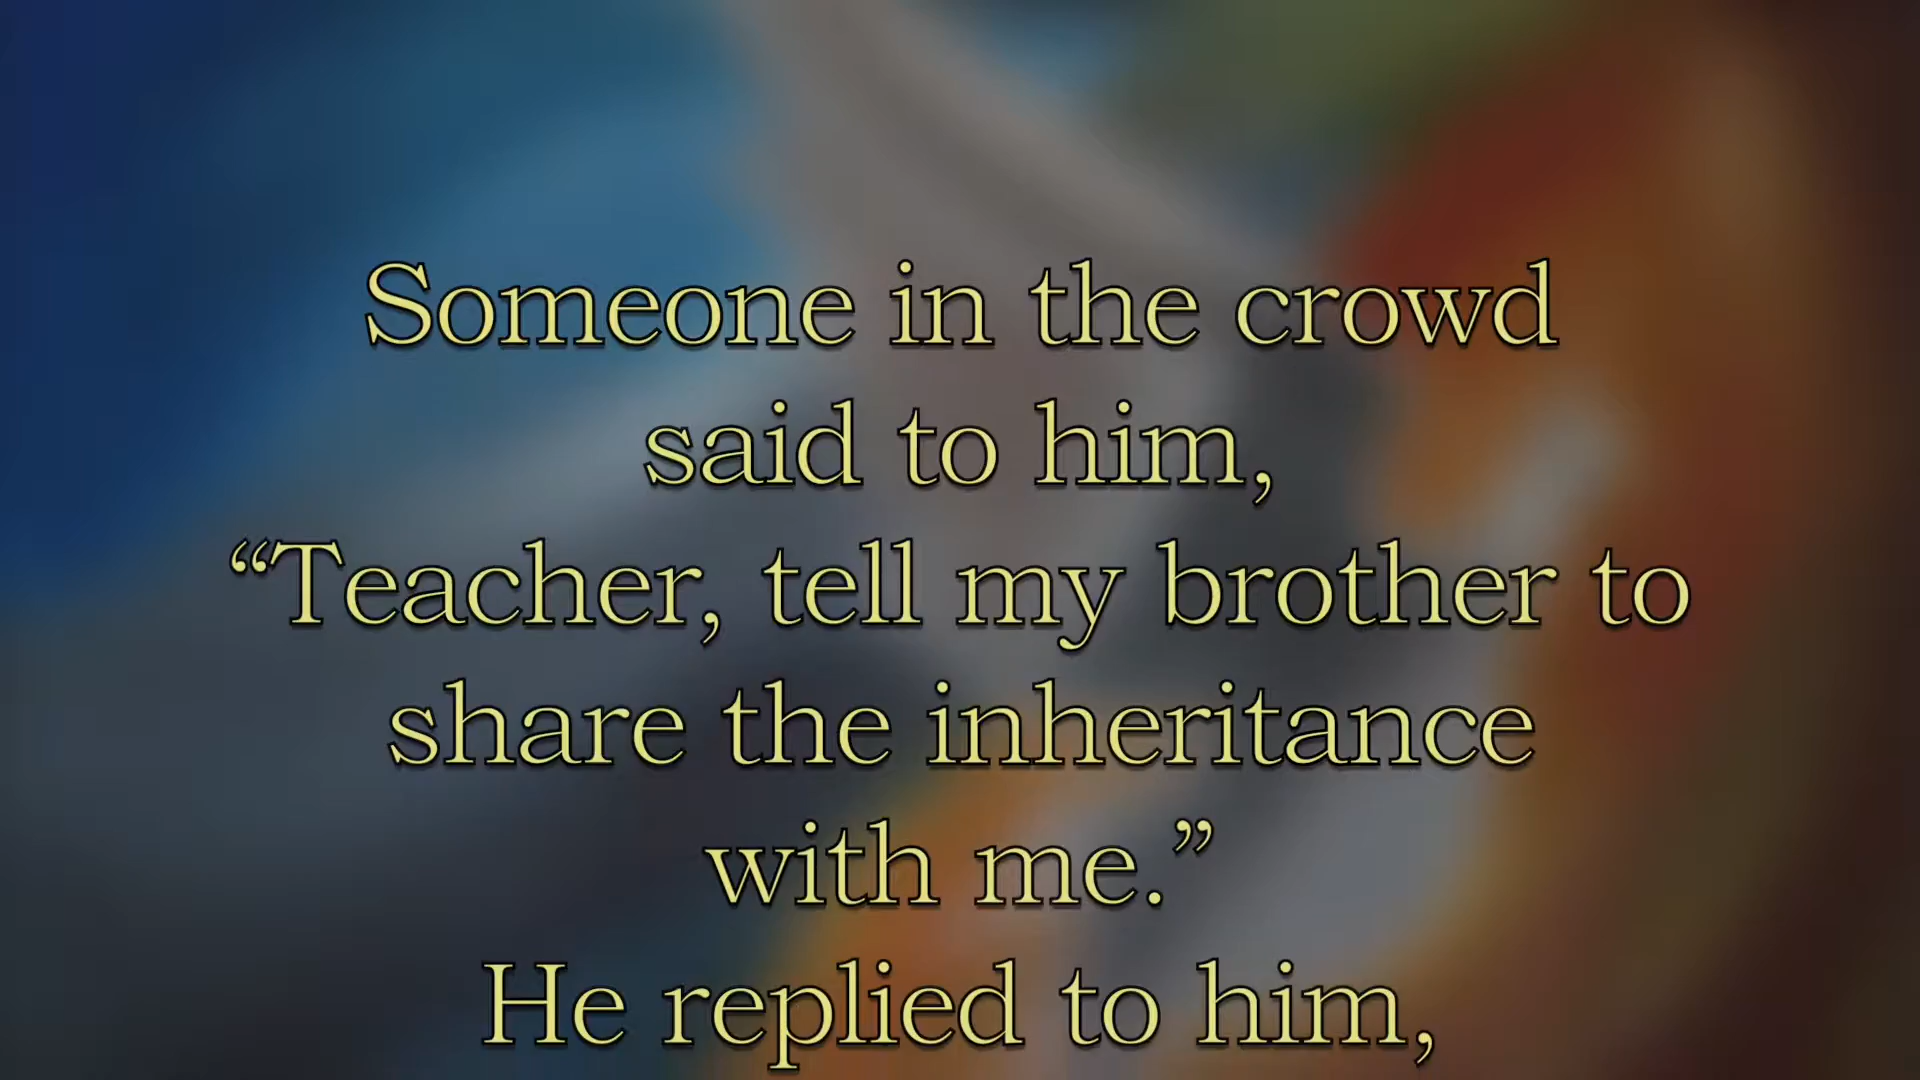 Someone in the crowd
said to him,
“Teacher, tell my brother to
share the inheritance
with me.”
He replied to him,